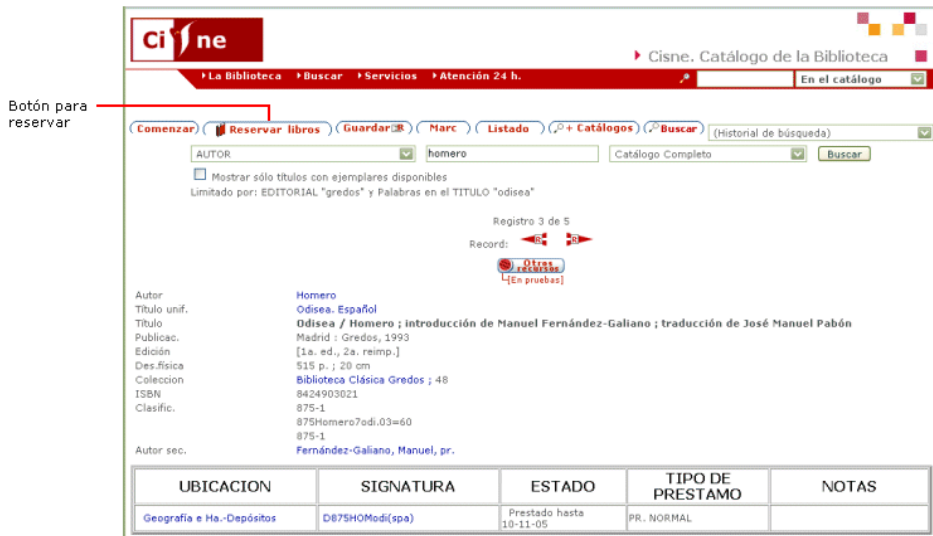 Cisne
Cisne. Catálogo de la Biblioteca
La Biblioteca Buscar Servicios Atención 24 h. En el catálogo
Botón para
reservar
Comenzar Reservar libros Guardar Marc Listado + Catálogos Buscar (Historial de búsqueda)
AUTOR homero Catálogo Completo Buscar
Mostrar sólo títulos con ejemplares disponibles
Limitado por: EDITORIAL "gredos" y Palabras en el TITULO "odisea"
Registro 3 de 5
Record: R R
Otros
recursos
[En pruebas]
Autor Homero
Título unif. Odisea. Español
Título Odisea / Homero ; introducción de Manuel Fernández-Galiano ; traducción de José Manuel Pabón
Publicac. Madrid : Gredos, 1993
Edición [1a. ed., 2a. reimp.]
Des.física 515 p. ; 20 cm
Coleccion Biblioteca Clásica Gredos ; 48
ISBN 8424903021
Clasific. 875-1
875Homero7odi.03=60
875-1
Autor sec. Fernández-Galiano, Manuel, pr.
UBICACION SIGNATURA ESTADO TIPO DE PRESTAMO NOTAS
Geografía e Ha.-Depósitos D875HOModi(spa) Prestado hasta 10-11-05 PR. NORMAL